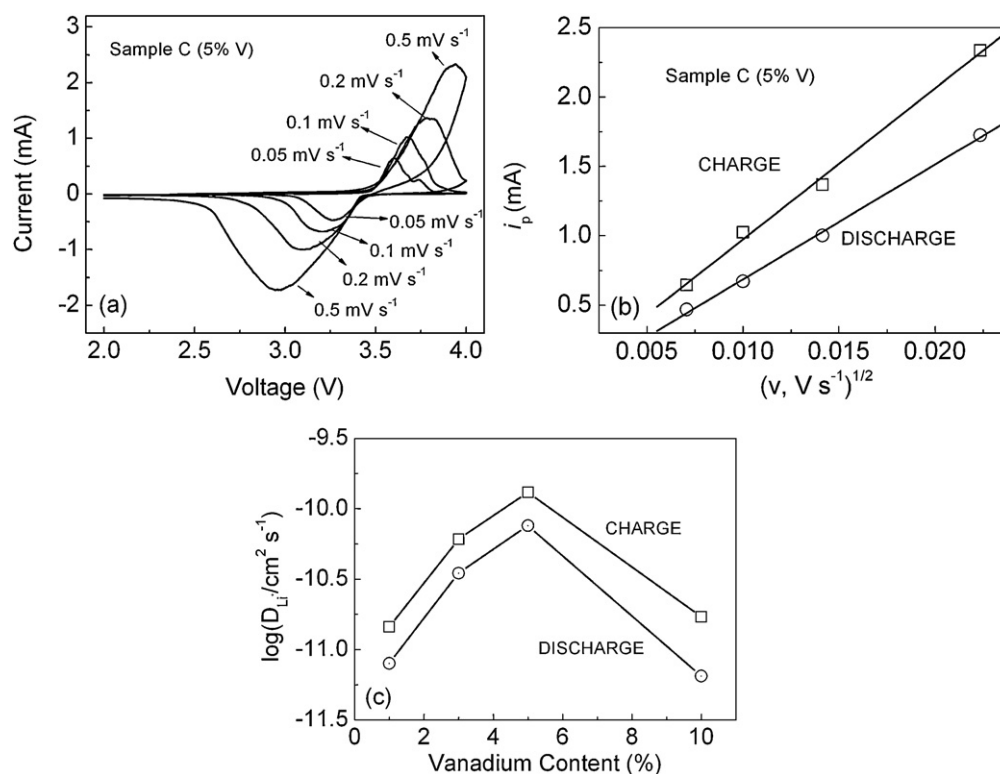 (a)
Sample C (5% V)
0.5 mV s⁻¹
0.2 mV s⁻¹
0.1 mV s⁻¹
0.05 mV s⁻¹
0.05 mV s⁻¹
0.1 mV s⁻¹
0.2 mV s⁻¹
0.5 mV s⁻¹
3
2
1
0
-1
-2
Current (mA)
2.0 2.5 3.0 3.5 4.0
Voltage (V)
(b)
Sample C (5% V)
CHARGE
DISCHARGE
2.5
2.0
1.5
1.0
0.5
iₚ (mA)
0.005 0.010 0.015 0.020
(v, V s⁻¹)¹ᐟ²
(c)
CHARGE
DISCHARGE
-9.5
-10.0
-10.5
-11.0
-11.5
log(D_Li/cm² s⁻¹)
0 2 4 6 8 10
Vanadium Content (%)